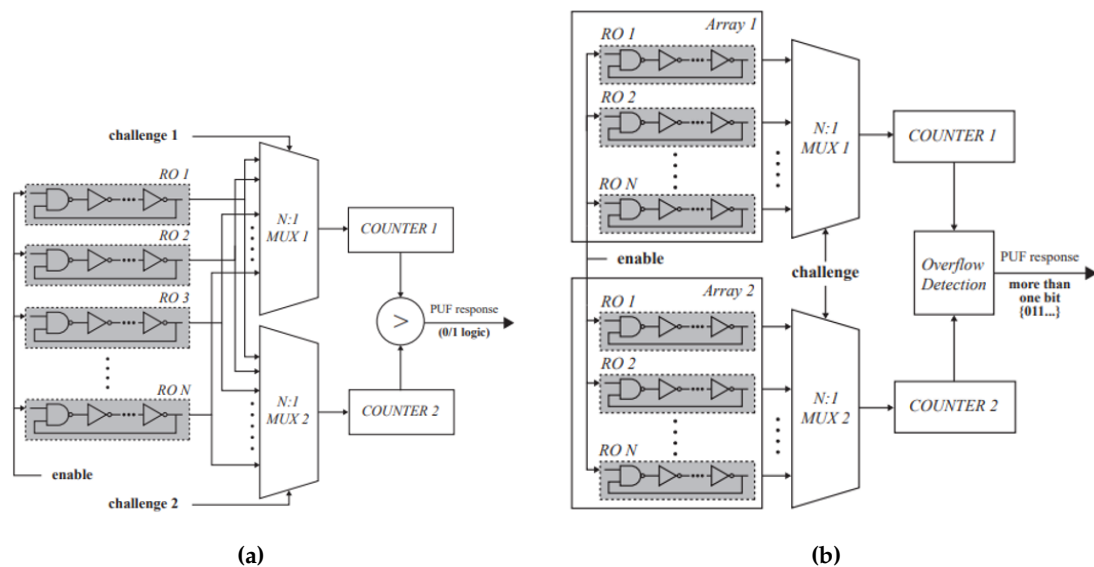 challenge 1
RO 1
RO 2
RO 3
RO N
enable
challenge 2
N:1
MUX 1
N:1
MUX 2
COUNTER 1
>
COUNTER 2
PUF response
(0/1 logic)
(a)
Array 1
RO 1
RO 2
RO N
enable
Array 2
RO 1
RO 2
RO N
N:1
MUX 1
challenge
N:1
MUX 2
COUNTER 1
Overflow
Detection
COUNTER 2
PUF response
more than
one bit
{011...}
(b)